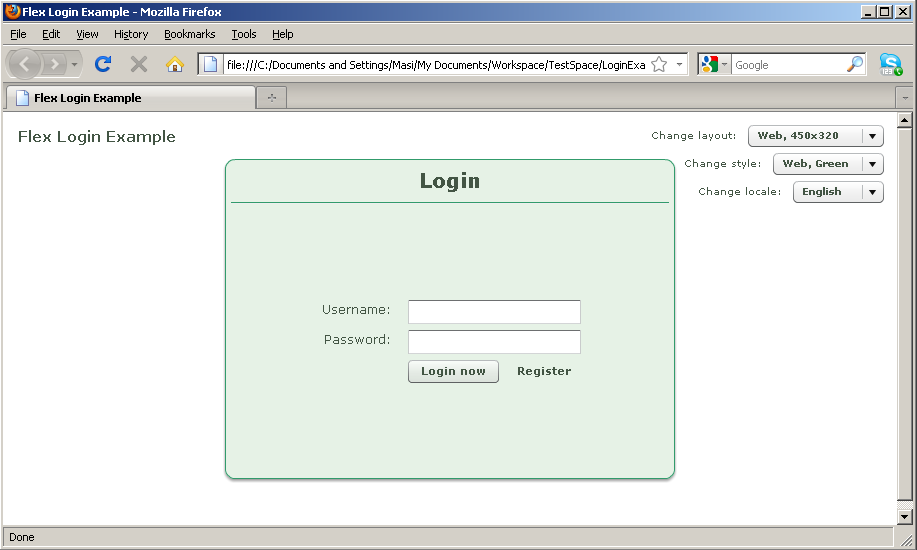 Flex Login Example - Mozilla Firefox
File Edit View History Bookmarks Tools Help
file:///C:/Documents and Settings/Masi/My Documents/Workspace/TestSpace/LoginExa Google
Flex Login Example
Flex Login Example
Change layout: Web, 450x320
Change style: Web, Green
Change locale: English
Login
Username:
Password:
Login now Register
Done